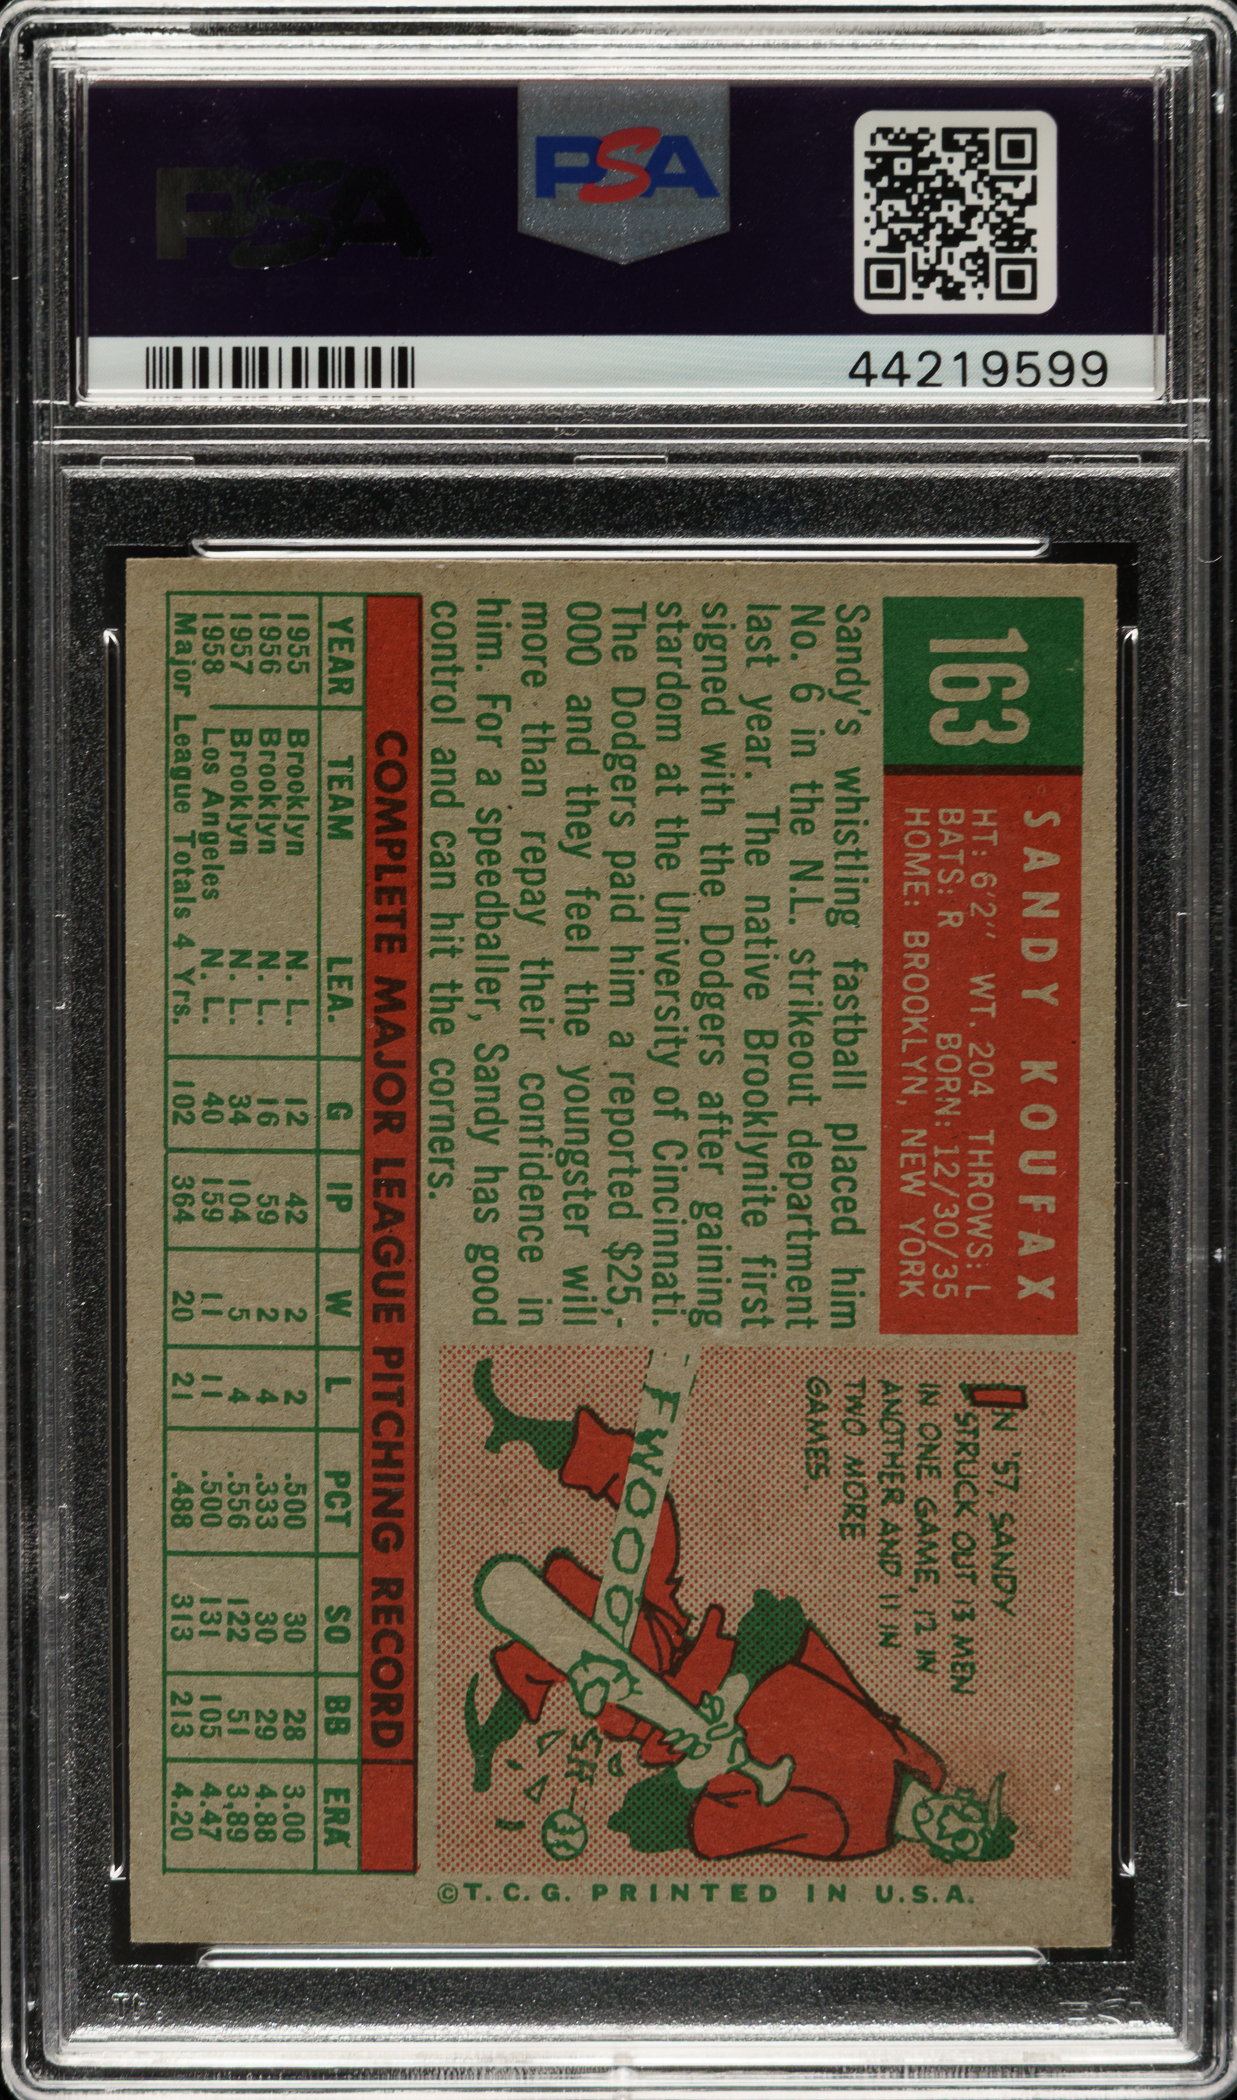 PSA
PSA
44219599
163
SANDY KOUFAX
HT: 6'2" WT. 204 THROWS: L
BATS: R BORN: 12/30/35
HOME: BROOKLYN, NEW YORK
Sandy's whistling fastball placed him
No. 6 in the N.L. strikeout department
last year. The native Brooklynite first
signed with the Dodgers after gaining
stardom at the University of Cincinnati.
The Dodgers paid him a reported $25,-
000 and they feel the youngster will
more than repay their confidence in
him. For a speedballer, Sandy has good
control and can hit the corners.
IN '57, SANDY
STRUCK OUT 13 MEN
IN ONE GAME, 12 IN
ANOTHER AND 11 IN
TWO MORE
GAMES.
COMPLETE MAJOR LEAGUE PITCHING RECORD
YEAR TEAM LEA. G IP W L PCT SO BB ERA
1955 Brooklyn N. L. 12 42 2 2 .500 30 28 3.00
1956 Brooklyn N. L. 16 59 2 4 .333 30 29 4.88
1957 Brooklyn N. L. 34 104 5 4 .556 122 51 3.89
1958 Los Angeles N. L. 40 159 11 11 .500 131 105 4.47
Major League Totals 4 Yrs. 102 364 20 21 .488 313 213 4.20
©T.C.G. PRINTED IN U.S.A.